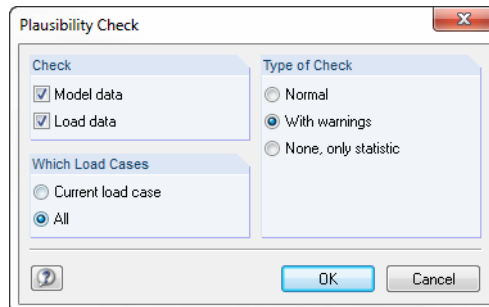 Plausibility Check
Check
Model data
Load data
Which Load Cases
Current load case
All
Type of Check
Normal
With warnings
None, only statistic
OK
Cancel